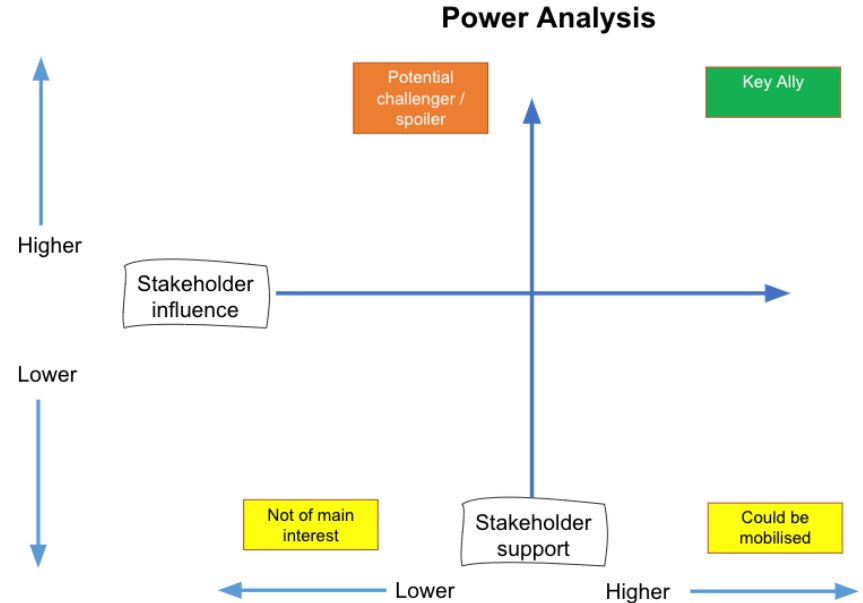 Power Analysis
Potential
challenger /
spoiler
Key Ally
Higher
Stakeholder
influence
Lower
Not of main
interest
Stakeholder
support
Could be
mobilised
Lower
Higher